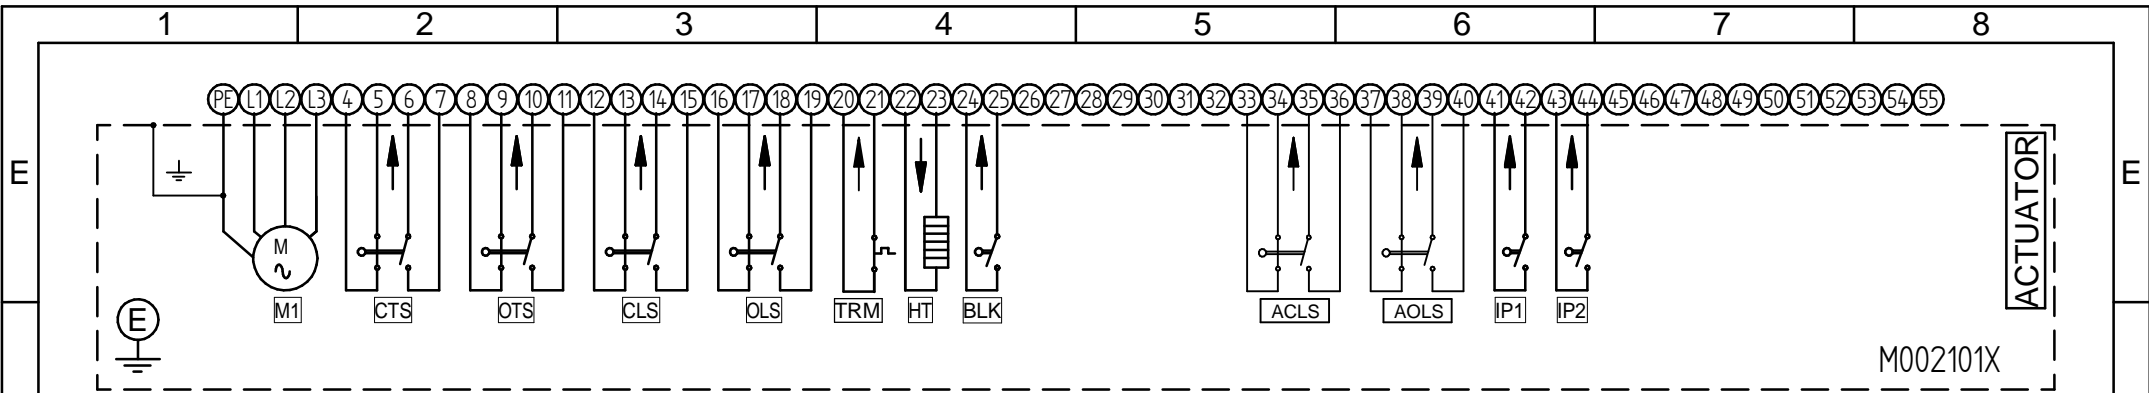 1 2 3 4 5 6 7 8
PE L1 L2 L3 4 5 6 7 8 9 10 11 12 13 14 15 16 17 18 19 20 21 22 23 24 25 26 27 28 29 30 31 32 33 34 35 36 37 38 39 40 41 42 43 44 45 46 47 48 49 50 51 52 53 54 55
E E
ACTUATOR
M
M1 CTS OTS CLS OLS TRM HT BLK ACLS AOLS IP1 IP2
E
M002101X